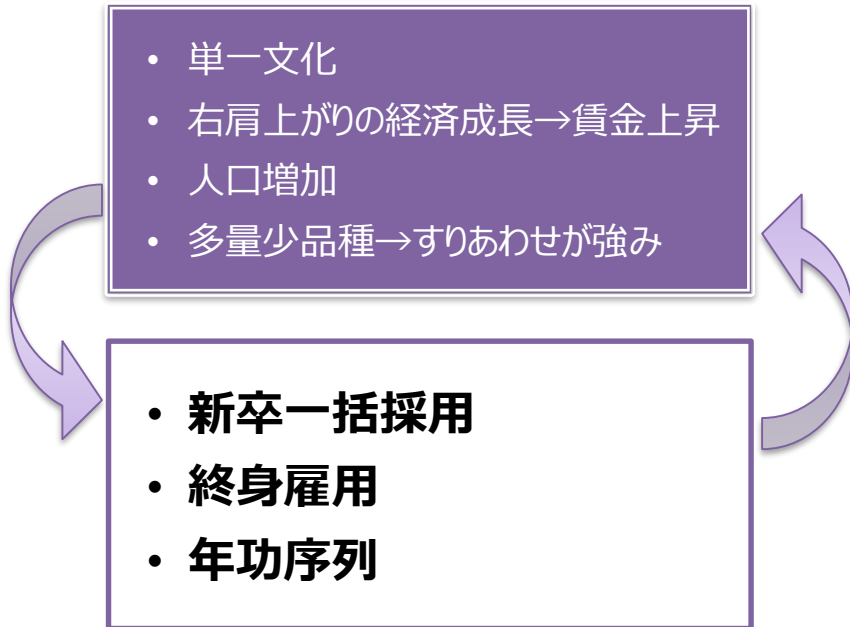 • 単一文化
• 右肩上がりの経済成長→賃金上昇
• 人口増加
• 多量少品種→すりあわせが強み
• 新卒一括採用
• 終身雇用
• 年功序列